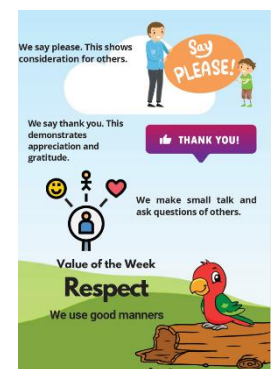 We say please. This shows
consideration for others.
Say
PLEASE!
We say thank you. This
demonstrates
appreciation and
gratitude.
THANK YOU!
We make small talk and
ask questions of others.
Value of the Week
Respect
We use good manners